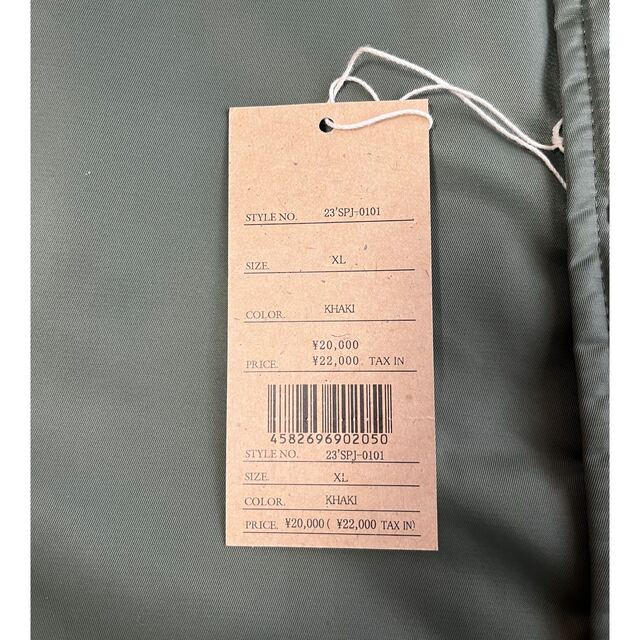 STYLE NO. 23'SPJ-0101
SIZE. XL
COLOR. KHAKI
¥20,000
PRICE. ¥22,000 TAX IN
4582696902050
STYLE NO. 23'SPJ-0101
SIZE. XL
COLOR. KHAKI
PRICE. ¥20,000 ( ¥22,000 TAX IN)